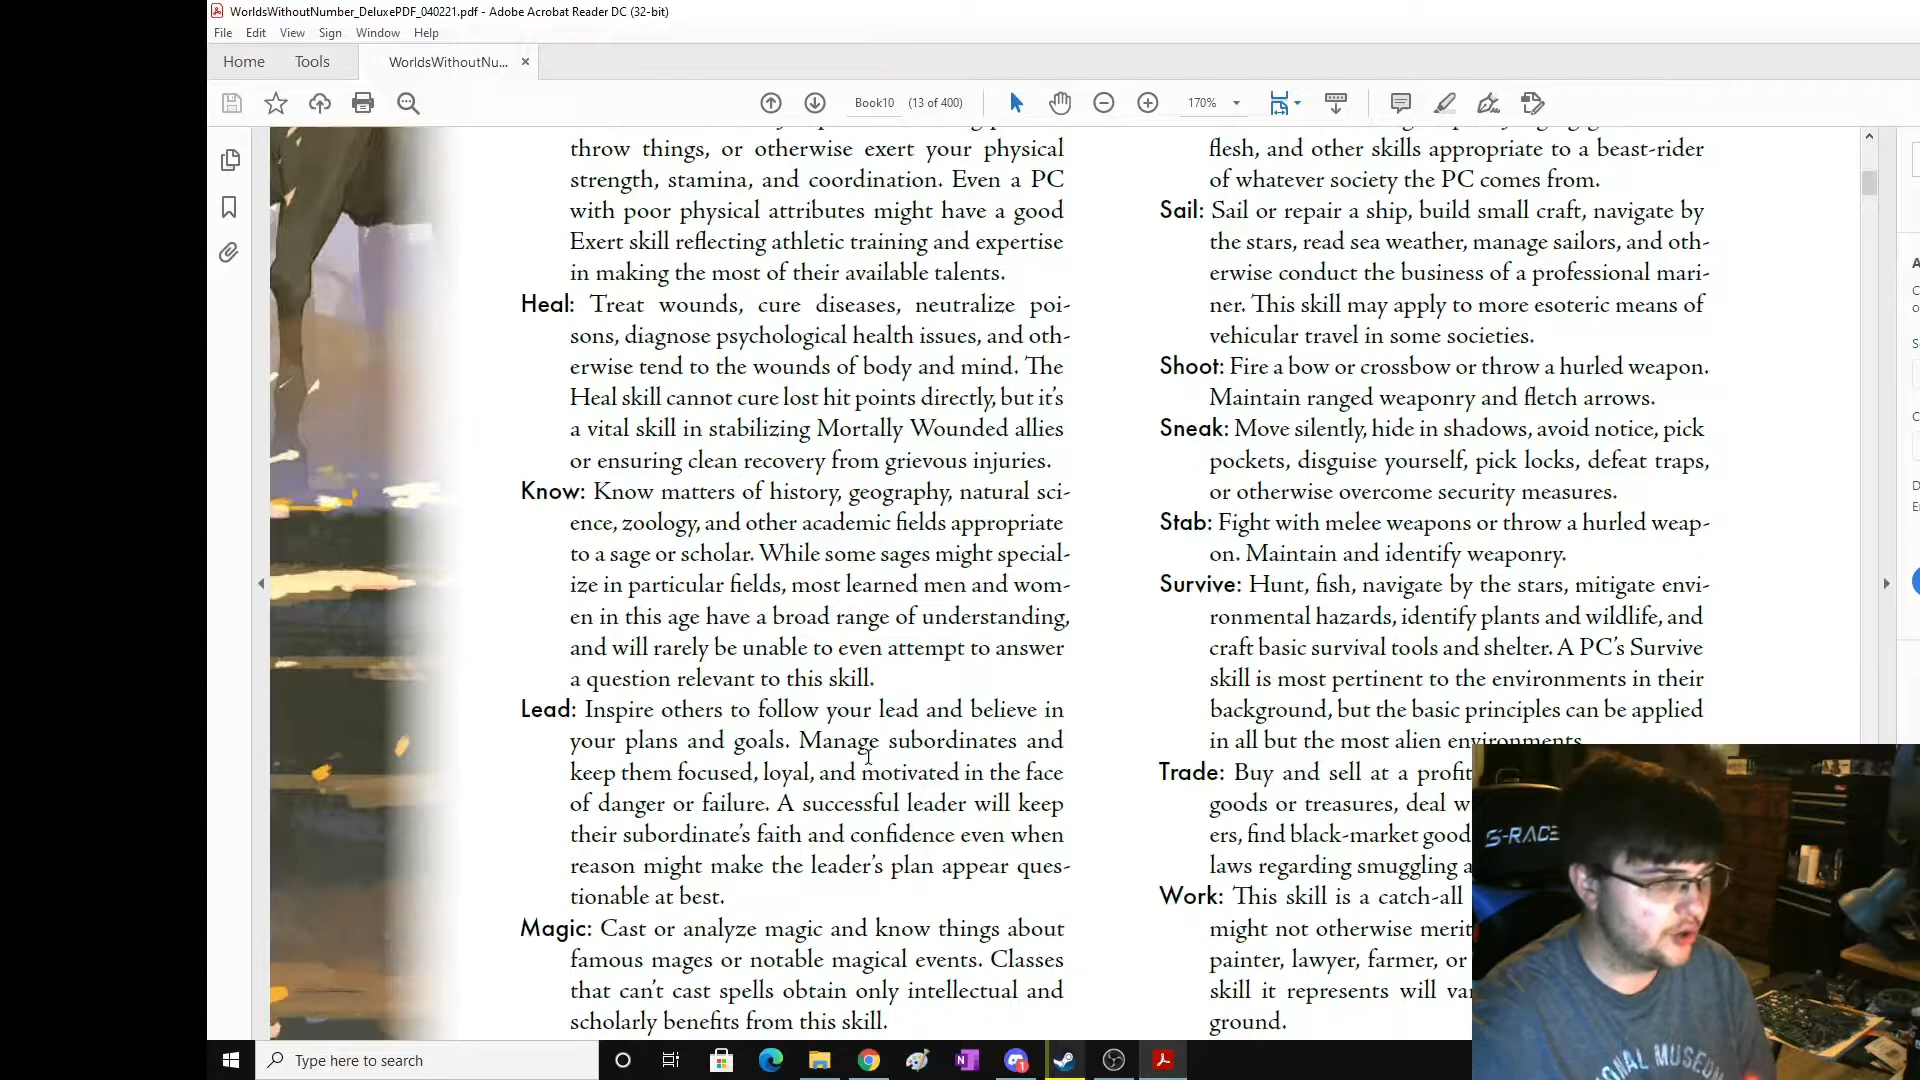 WorldsWithoutNumber_DeluxePDF_040221.pdf - Adobe Acrobat Reader DC (32-bit)
File Edit View Sign Window Help
Home Tools WorldsWithoutNu... ×
Book10 (13 of 400) 170%
throw things, or otherwise exert your physical
strength, stamina, and coordination. Even a PC
with poor physical attributes might have a good
Exert skill reflecting athletic training and expertise
in making the most of their available talents.
Heal: Treat wounds, cure diseases, neutralize poi-
sons, diagnose psychological health issues, and oth-
erwise tend to the wounds of body and mind. The
Heal skill cannot cure lost hit points directly, but it's
a vital skill in stabilizing Mortally Wounded allies
or ensuring clean recovery from grievous injuries.
Know: Know matters of history, geography, natural sci-
ence, zoology, and other academic fields appropriate
to a sage or scholar. While some sages might special-
ize in particular fields, most learned men and wom-
en in this age have a broad range of understanding,
and will rarely be unable to even attempt to answer
a question relevant to this skill.
Lead: Inspire others to follow your lead and believe in
your plans and goals. Manage subordinates and
keep them focused, loyal, and motivated in the face
of danger or failure. A successful leader will keep
their subordinate's faith and confidence even when
reason might make the leader's plan appear ques-
tionable at best.
Magic: Cast or analyze magic and know things about
famous mages or notable magical events. Classes
that can't cast spells obtain only intellectual and
scholarly benefits from this skill.
flesh, and other skills appropriate to a beast-rider
of whatever society the PC comes from.
Sail: Sail or repair a ship, build small craft, navigate by
the stars, read sea weather, manage sailors, and oth-
erwise conduct the business of a professional mari-
ner. This skill may apply to more esoteric means of
vehicular travel in some societies.
Shoot: Fire a bow or crossbow or throw a hurled weapon.
Maintain ranged weaponry and fletch arrows.
Sneak: Move silently, hide in shadows, avoid notice, pick
pockets, disguise yourself, pick locks, defeat traps,
or otherwise overcome security measures.
Stab: Fight with melee weapons or throw a hurled weap-
on. Maintain and identify weaponry.
Survive: Hunt, fish, navigate by the stars, mitigate envi-
ronmental hazards, identify plants and wildlife, and
craft basic survival tools and shelter. A PC's Survive
skill is most pertinent to the environments in their
background, but the basic principles can be applied
in all but the most alien environments.
Trade: Buy and sell at a profit
goods or treasures, deal w
ers, find black-market good
laws regarding smuggling a
Work: This skill is a catch-all
might not otherwise merit
painter, lawyer, farmer, or
skill it represents will va
ground.
S-RACE
ONAL MUSEUM
Type here to search